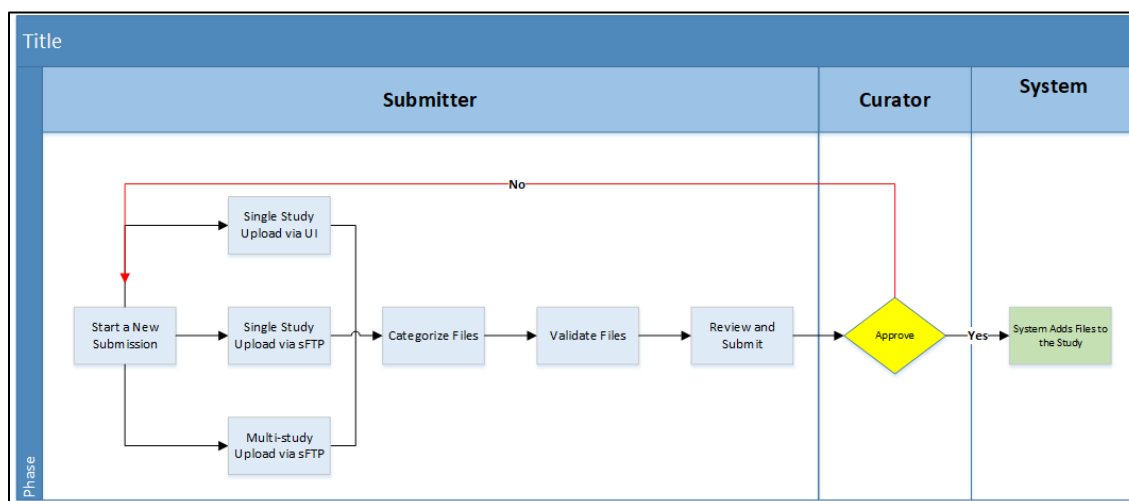 Title
Submitter
Curator
System
No
Single Study
Upload via UI
Start a New
Submission
Single Study
Upload via sFTP
Categorize Files
Validate Files
Review and
Submit
Approve
Yes
System Adds Files to
the Study
Multi-study
Upload via sFTP
Phase